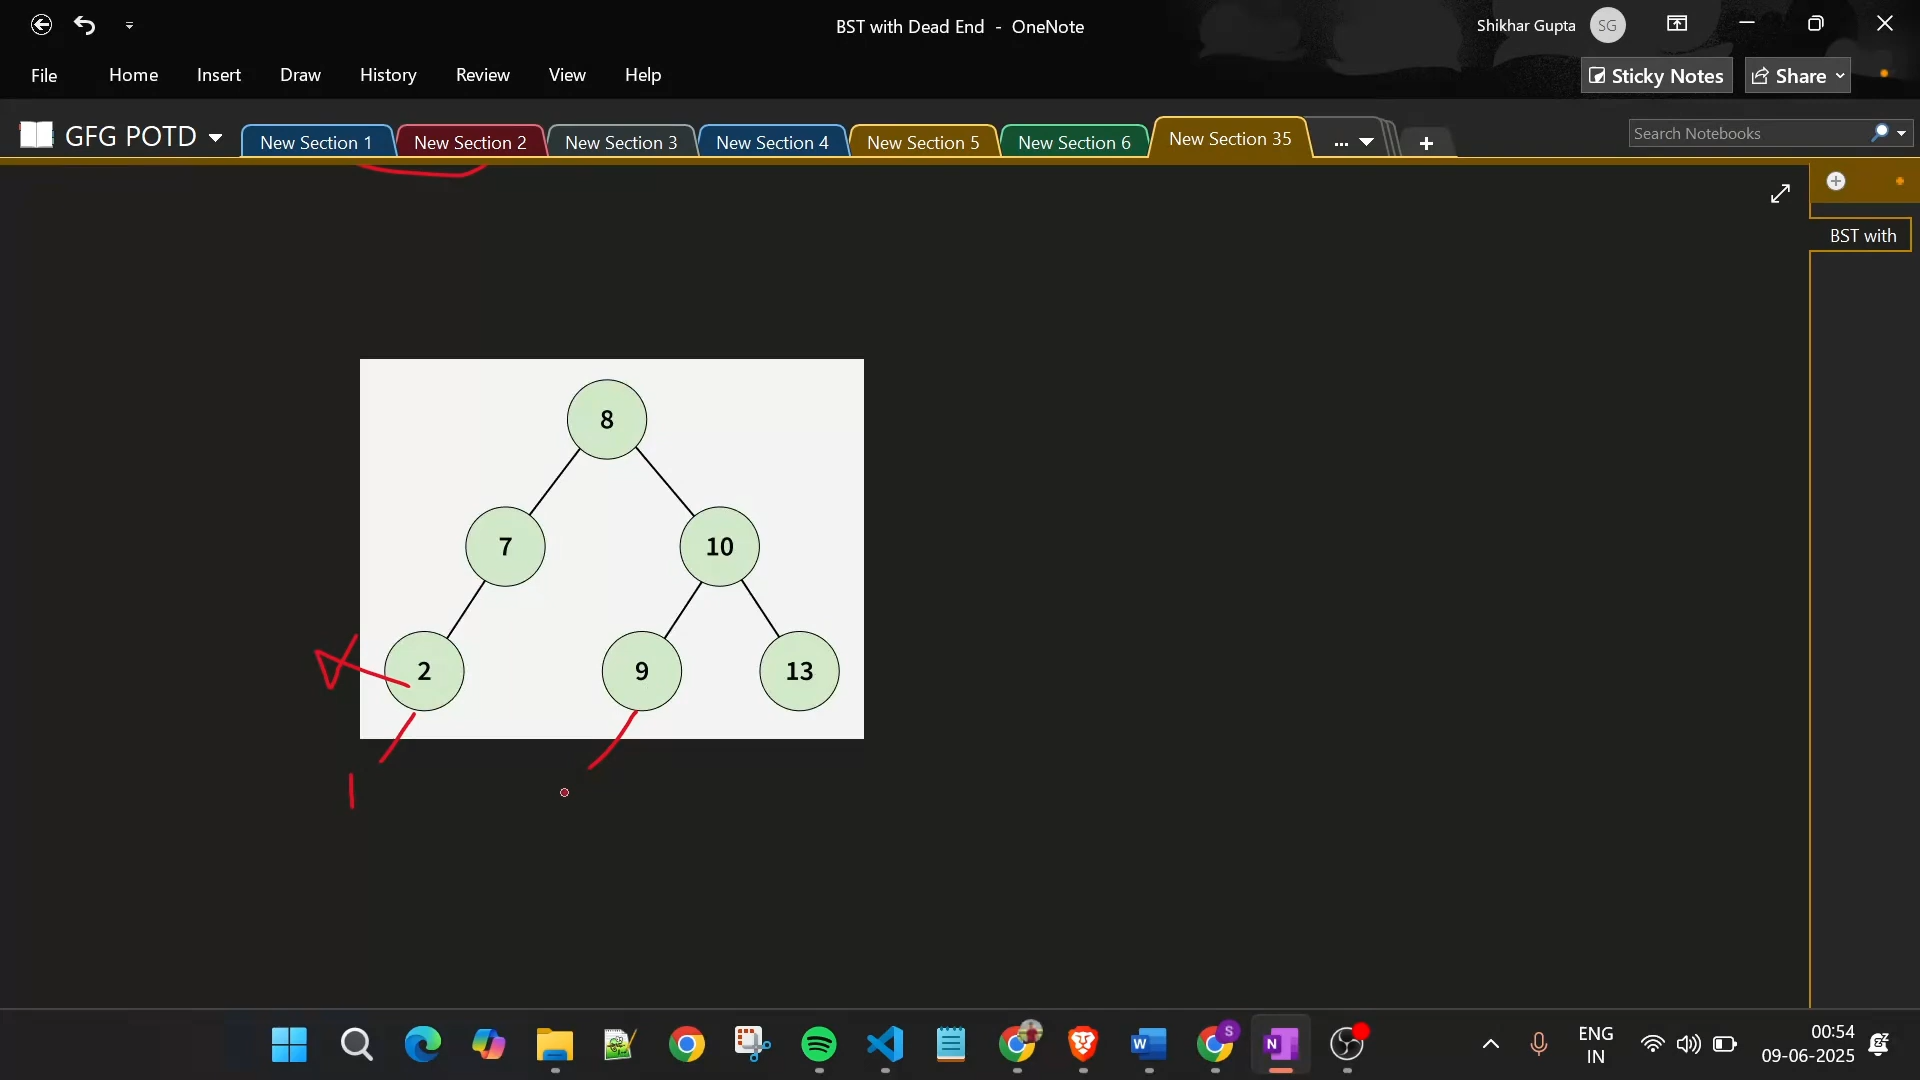 BST with Dead End - OneNote
Shikhar Gupta
SG
File
Home
Insert
Draw
History
Review
View
Help
Sticky Notes
Share
GFG POTD
New Section 1
New Section 2
New Section 3
New Section 4
New Section 5
New Section 6
New Section 35
...
Search Notebooks
BST with
8
7
10
2
9
13
1
ENG
IN
00:54
09-06-2025